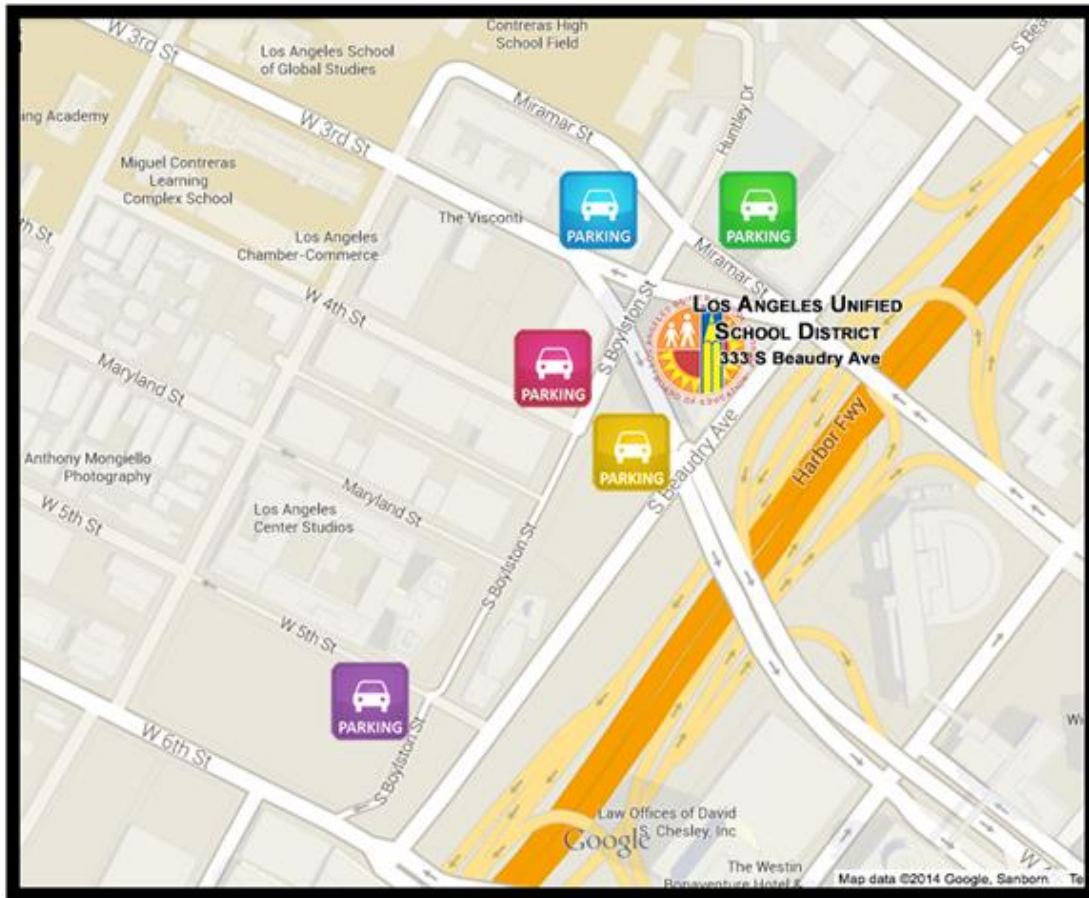 W 3rd St
Contreras High
School Field
S Bea
Los Angeles School
of Global Studies
Miramar St
Huntley Dr
ang Academy
W 3rd St
Miguel Contreras
Learning
Complex School
PARKING
PARKING
The Visconti
th St
Los Angeles
Chamber-Commerce
Miramar St
W 4th St
S Boylston St
LOS ANGELES UNIFIED
SCHOOL DISTRICT
333 S Beaudry Ave
PARKING
Maryland St
PARKING
S Beaudry Ave
Harbor Fwy
Anthony Mongiello
Photography
Maryland St
W 5th St
Los Angeles
Center Studios
S Boylston St
W 5th St
PARKING
W 6th St
S Boylston St
Law Offices of David
S. Chesley, Inc
Google
The Westin
Bonaventure Hotel &
Map data ©2014 Google, Sanborn